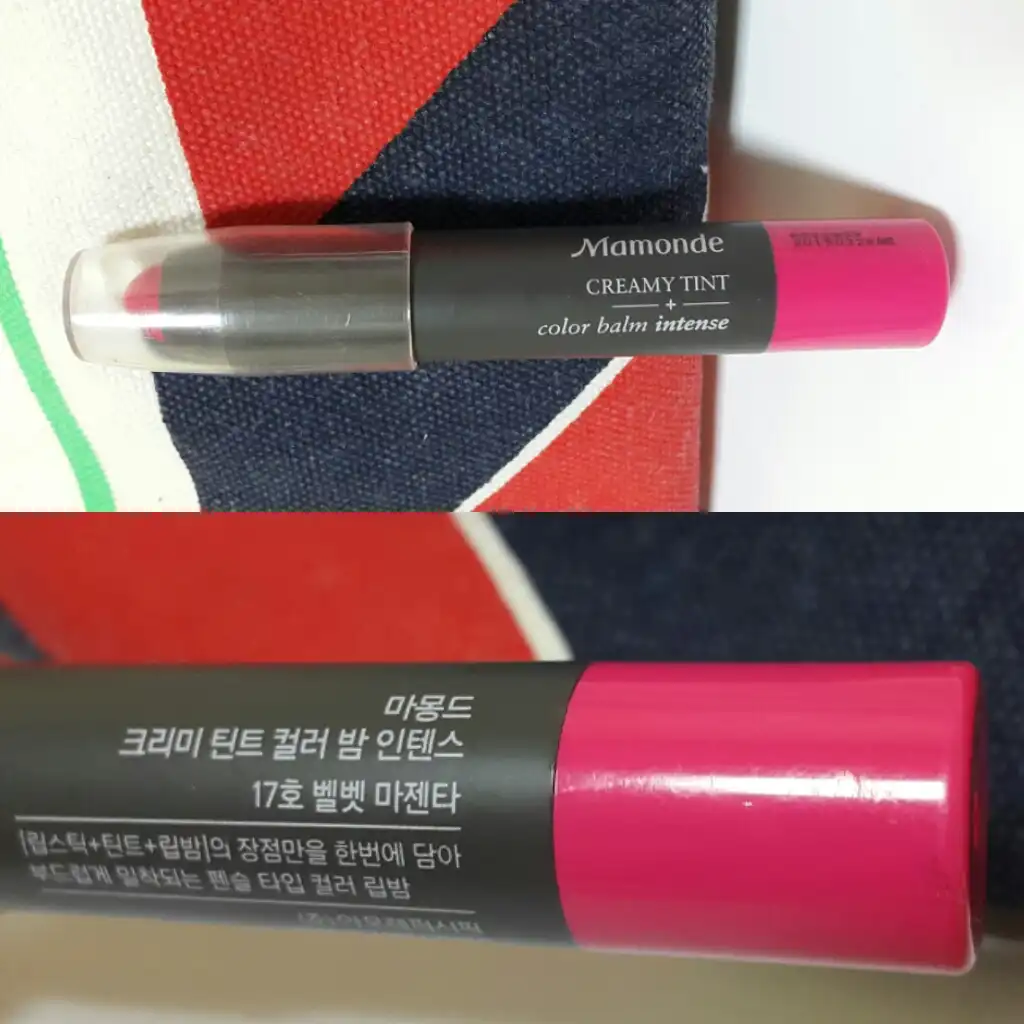 Mamonde
CREAMY TINT
+
color balm intense
마몽드
크리미 틴트 컬러 밤 인텐스
17호 벨벳 마젠타
[립스틱+틴트+립밤]의 장점만을 한번에 담아
부드럽게 밀착되는 펜슬 타입 컬러 립밤